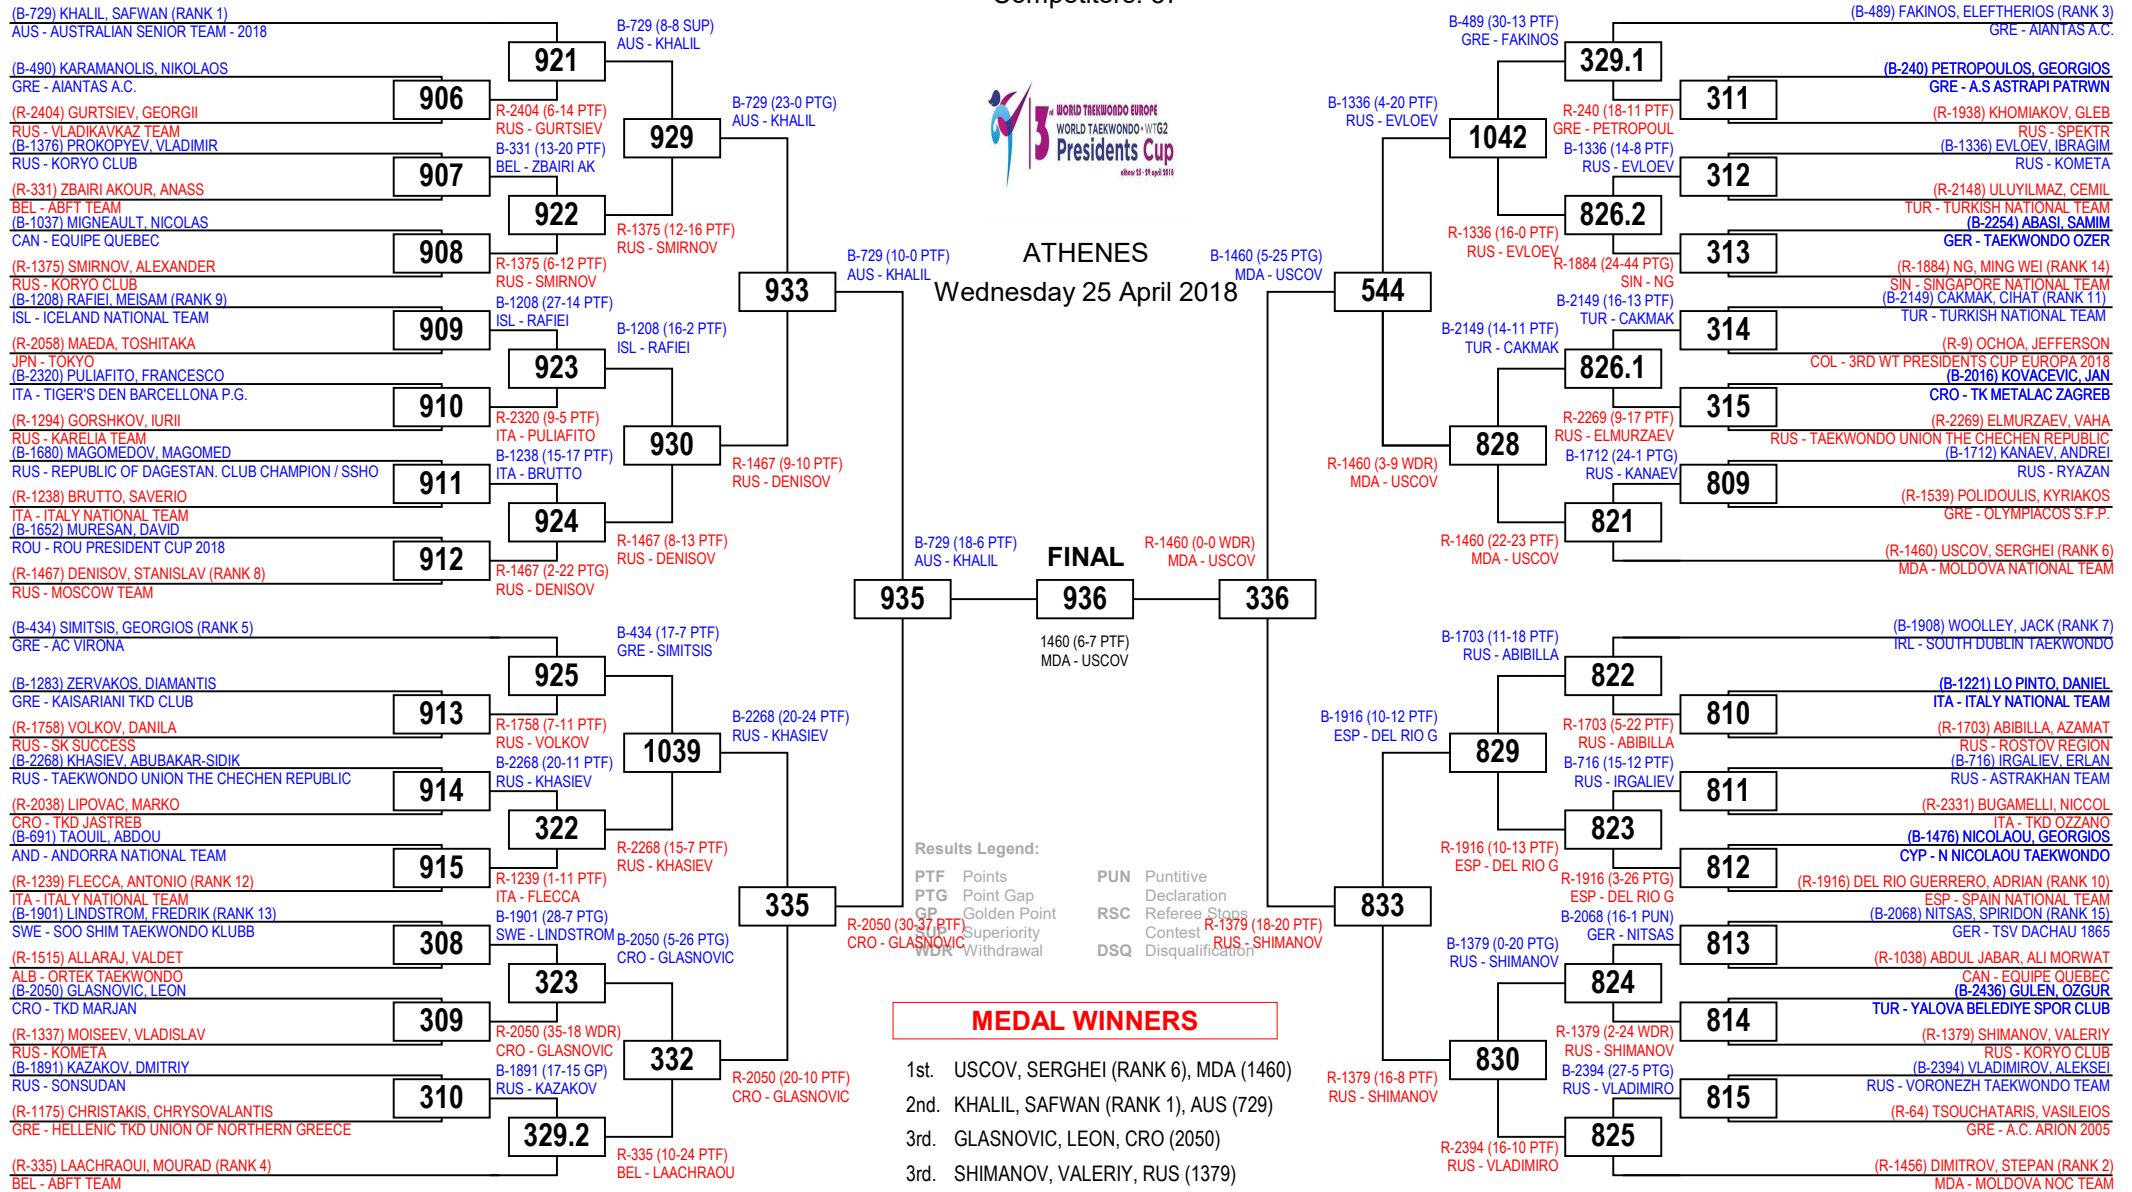 (B-729) KHALIL, SAFWAN (RANK 1)
AUS - AUSTRALIAN SENIOR TEAM - 2018
(B-490) KARAMANOLIS, NIKOLAOS
GRE - AIANTAS A.C.
(R-2404) GURTSIEV, GEORGII
RUS - VLADIKAVKAZ TEAM
(B-1376) PROKOPYEV, VLADIMIR
RUS - KORYO CLUB
(R-331) ZBAIRI AKOUR, ANASS
BEL - ABFT TEAM
(B-1037) MIGNEAULT, NICOLAS
CAN - EQUIPE QUEBEC
(R-1375) SMIRNOV, ALEXANDER
RUS - KORYO CLUB
(B-1208) RAFIEI, MEISAM (RANK 9)
ISL - ICELAND NATIONAL TEAM
(R-2058) MAEDA, TOSHITAKA
JPN - TOKYO
(B-2320) PULIAFITO, FRANCESCO
ITA - TIGER'S DEN BARCELLONA P.G.
(R-1294) GORSHKOV, IURII
RUS - KARELIA TEAM
(B-1680) MAGOMEDOV, MAGOMED
RUS - REPUBLIC OF DAGESTAN. CLUB CHAMPION / SSHO
(R-1238) BRUTTO, SAVERIO
ITA - ITALY NATIONAL TEAM
(B-1652) MURESAN, DAVID
ROU - ROU PRESIDENT CUP 2018
(R-1467) DENISOV, STANISLAV (RANK 8)
RUS - MOSCOW TEAM
(B-434) SIMITSIS, GEORGIOS (RANK 5)
GRE - AC VIRONA
(B-1283) ZERVAKOS, DIAMANTIS
GRE - KAISARIANI TKD CLUB
(R-1758) VOLKOV, DANILA
RUS - SK SUCCESS
(B-2268) KHASIEV, ABUBAKAR-SIDIK
RUS - TAEKWONDO UNION THE CHECHEN REPUBLIC
(R-2038) LIPOVAC, MARKO
CRO - TKD JASTREB
(B-691) TAOUIL, ABDOU
AND - ANDORRA NATIONAL TEAM
(R-1239) FLECCA, ANTONIO (RANK 12)
ITA - ITALY NATIONAL TEAM
(B-1901) LINDSTROM, FREDRIK (RANK 13)
SWE - SOO SHIM TAEKWONDO KLUBB
(R-1515) ALLARAJ, VALDET
ALB - ORTEK TAEKWONDO
(B-2050) GLASNOVIC, LEON
CRO - TKD MARJAN
(R-1337) MOISEEV, VLADISLAV
RUS - KOMETA
(B-1891) KAZAKOV, DMITRIY
RUS - SONSUDAN
(R-1175) CHRISTAKIS, CHRYSOVALANTIS
GRE - HELLENIC TKD UNION OF NORTHERN GREECE
(R-335) LAACHRAOUI, MOURAD (RANK 4)
BEL - ABFT TEAM
906
907
908
909
910
911
912
913
914
915
308
309
310
921
R-2404 (6-14 PTF)
RUS - GURTSIEV
B-331 (13-20 PTF)
BEL - ZBAIRI AK
922
R-1375 (6-12 PTF)
RUS - SMIRNOV
B-1208 (27-14 PTF)
ISL - RAFIEI
923
R-2320 (9-5 PTF)
ITA - PULIAFITO
B-1238 (15-17 PTF)
ITA - BRUTTO
924
R-1467 (2-22 PTG)
RUS - DENISOV
925
R-1758 (7-11 PTF)
RUS - VOLKOV
B-2268 (20-11 PTF)
RUS - KHASIEV
322
R-1239 (1-11 PTF)
ITA - FLECCA
B-1901 (28-7 PTG)
SWE - LINDSTROM
323
R-2050 (35-18 WDR)
CRO - GLASNOVIC
B-1891 (17-15 GP)
RUS - KAZAKOV
329.2
B-729 (8-8 SUP)
AUS - KHALIL
929
R-1375 (12-16 PTF)
RUS - SMIRNOV
B-1208 (16-2 PTF)
ISL - RAFIEI
930
R-1467 (8-13 PTF)
RUS - DENISOV
B-434 (17-7 PTF)
GRE - SIMITSIS
1039
R-2268 (15-7 PTF)
RUS - KHASIEV
B-2050 (5-26 PTG)
CRO - GLASNOVIC
332
R-335 (10-24 PTF)
BEL - LAACHRAOU
B-729 (23-0 PTG)
AUS - KHALIL
933
R-1467 (9-10 PTF)
RUS - DENISOV
B-2268 (20-24 PTF)
RUS - KHASIEV
335
R-2050 (20-10 PTF)
CRO - GLASNOVIC
B-729 (10-0 PTF)
AUS - KHALIL
935
R-2050 (30-37 PTF)
CRO - GLASNOVIC
3rd WORLD TAEKWONDO EUROPE
WORLD TAEKWONDO • WTG2
Presidents Cup
athens 25 - 29 april 2018
ATHENES
Wednesday 25 April 2018
B-729 (18-6 PTF)
AUS - KHALIL
FINAL
936
1460 (6-7 PTF)
MDA - USCOV
R-1460 (0-0 WDR)
MDA - USCOV
Results Legend:
PTF Points
PTG Point Gap
GP Golden Point
SUP Superiority
WDR Withdrawal
PUN Puntitive Declaration
RSC Referee Stops Contest
DSQ Disqualification
MEDAL WINNERS
1st. USCOV, SERGHEI (RANK 6), MDA (1460)
2nd. KHALIL, SAFWAN (RANK 1), AUS (729)
3rd. GLASNOVIC, LEON, CRO (2050)
3rd. SHIMANOV, VALERIY, RUS (1379)
B-1460 (5-25 PTG)
MDA - USCOV
336
R-1379 (18-20 PTF)
RUS - SHIMANOV
B-1336 (4-20 PTF)
RUS - EVLOEV
544
R-1460 (3-9 WDR)
MDA - USCOV
B-1916 (10-12 PTF)
ESP - DEL RIO G
833
R-1379 (16-8 PTF)
RUS - SHIMANOV
B-489 (30-13 PTF)
GRE - FAKINOS
1042
R-1336 (16-0 PTF)
RUS - EVLOEV
B-2149 (14-11 PTF)
TUR - CAKMAK
828
R-1460 (22-23 PTF)
MDA - USCOV
B-1703 (11-18 PTF)
RUS - ABIBILLA
829
R-1916 (10-13 PTF)
ESP - DEL RIO G
B-1379 (0-20 PTG)
RUS - SHIMANOV
830
R-2394 (16-10 PTF)
RUS - VLADIMIRO
329.1
R-240 (18-11 PTF)
GRE - PETROPOUL
B-1336 (14-8 PTF)
RUS - EVLOEV
826.2
R-1884 (24-44 PTG)
SIN - NG
B-2149 (16-13 PTF)
TUR - CAKMAK
826.1
R-2269 (9-17 PTF)
RUS - ELMURZAEV
B-1712 (24-1 PTG)
RUS - KANAEV
821
822
R-1703 (5-22 PTF)
RUS - ABIBILLA
B-716 (15-12 PTF)
RUS - IRGALIEV
823
R-1916 (3-26 PTG)
ESP - DEL RIO G
B-2068 (16-1 PUN)
GER - NITSAS
824
R-1379 (2-24 WDR)
RUS - SHIMANOV
B-2394 (27-5 PTG)
RUS - VLADIMIRO
825
311
312
313
314
315
809
810
811
812
813
814
815
(B-489) FAKINOS, ELEFTHERIOS (RANK 3)
GRE - AIANTAS A.C.
(B-240) PETROPOULOS, GEORGIOS
GRE - A.S ASTRAPI PATRWN
(R-1938) KHOMIAKOV, GLEB
RUS - SPEKTR
(B-1336) EVLOEV, IBRAGIM
RUS - KOMETA
(R-2148) ULUYILMAZ, CEMIL
TUR - TURKISH NATIONAL TEAM
(B-2254) ABASI, SAMIM
GER - TAEKWONDO OZER
(R-1884) NG, MING WEI (RANK 14)
SIN - SINGAPORE NATIONAL TEAM
(B-2149) CAKMAK, CIHAT (RANK 11)
TUR - TURKISH NATIONAL TEAM
(R-9) OCHOA, JEFFERSON
COL - 3RD WT PRESIDENTS CUP EUROPA 2018
(B-2016) KOVACEVIC, JAN
CRO - TK METALAC ZAGREB
(R-2269) ELMURZAEV, VAHA
RUS - TAEKWONDO UNION THE CHECHEN REPUBLIC
(B-1712) KANAEV, ANDREI
RUS - RYAZAN
(R-1539) POLIDOULIS, KYRIAKOS
GRE - OLYMPIACOS S.F.P.
(R-1460) USCOV, SERGHEI (RANK 6)
MDA - MOLDOVA NATIONAL TEAM
(B-1908) WOOLLEY, JACK (RANK 7)
IRL - SOUTH DUBLIN TAEKWONDO
(B-1221) LO PINTO, DANIEL
ITA - ITALY NATIONAL TEAM
(R-1703) ABIBILLA, AZAMAT
RUS - ROSTOV REGION
(B-716) IRGALIEV, ERLAN
RUS - ASTRAKHAN TEAM
(R-2331) BUGAMELLI, NICCOL
ITA - TKD OZZANO
(B-1476) NICOLAOU, GEORGIOS
CYP - N NICOLAOU TAEKWONDO
(R-1916) DEL RIO GUERRERO, ADRIAN (RANK 10)
ESP - SPAIN NATIONAL TEAM
(B-2068) NITSAS, SPIRIDON (RANK 15)
GER - TSV DACHAU 1865
(R-1038) ABDUL JABAR, ALI MORWAT
CAN - EQUIPE QUEBEC
(B-2436) GULEN, OZGUR
TUR - YALOVA BELEDIYE SPOR CLUB
(R-1379) SHIMANOV, VALERIY
RUS - KORYO CLUB
(B-2394) VLADIMIROV, ALEKSEI
RUS - VORONEZH TAEKWONDO TEAM
(R-64) TSOUCHATARIS, VASILEIOS
GRE - A.C. ARION 2005
(R-1456) DIMITROV, STEPAN (RANK 2)
MDA - MOLDOVA NOC TEAM